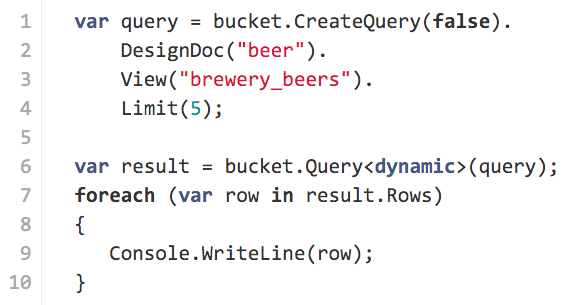 1 var query = bucket.CreateQuery(false).
2 DesignDoc("beer").
3 View("brewery_beers").
4 Limit(5);
5
6 var result = bucket.Query<dynamic>(query);
7 foreach (var row in result.Rows)
8 {
9 Console.WriteLine(row);
10 }